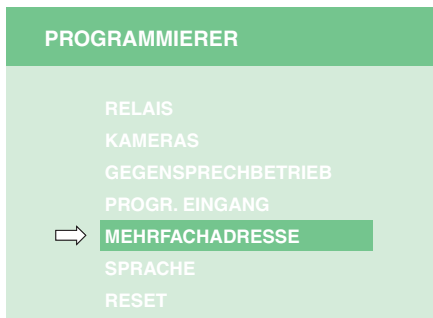 PROGRAMMIERER
RELAIS
KAMERAS
GEGENSPRECHBETRIEB
PROGR. EINGANG
MEHRFACHADRESSE
SPRACHE
RESET